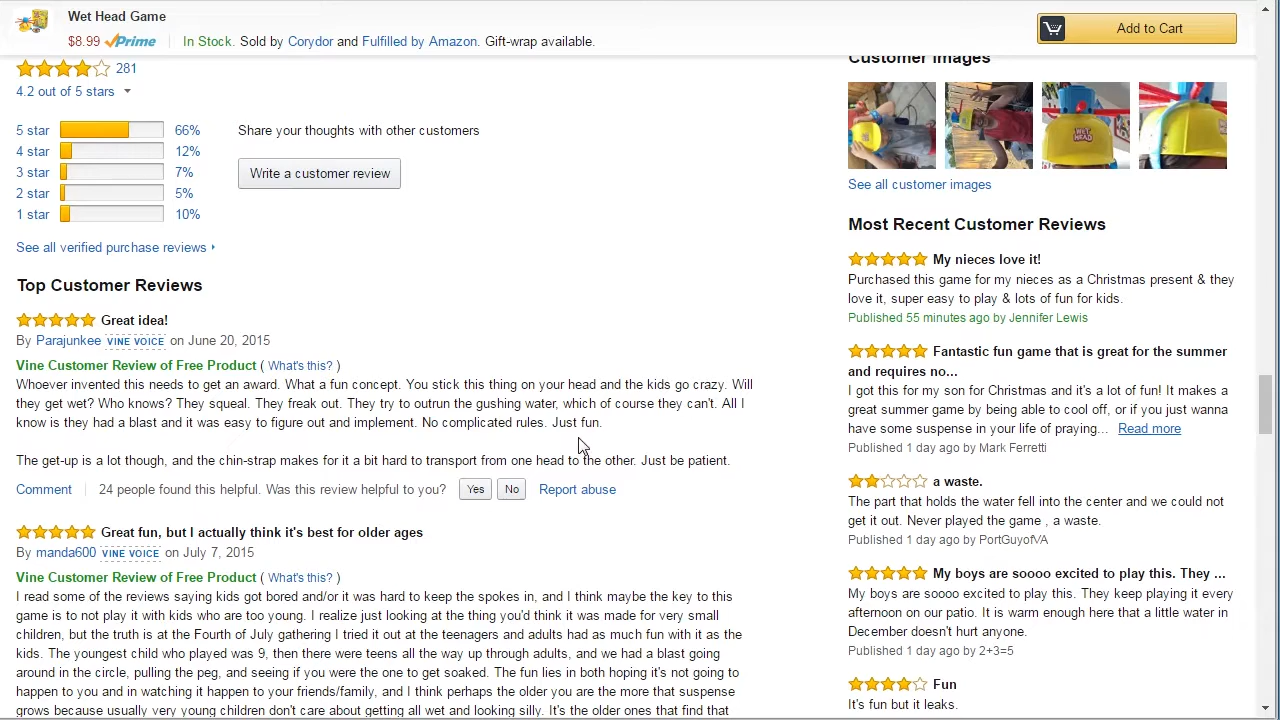 Wet Head Game
$8.99 Prime In Stock. Sold by Corydor and Fulfilled by Amazon. Gift-wrap available.
Add to Cart
281
4.2 out of 5 stars
5 star 66%
4 star 12%
3 star 7%
2 star 5%
1 star 10%
Share your thoughts with other customers
Write a customer review
See all verified purchase reviews
Top Customer Reviews
Great idea!
By Parajunkee VINE VOICE on June 20, 2015
Vine Customer Review of Free Product ( What's this? )
Whoever invented this needs to get an award. What a fun concept. You stick this thing on your head and the kids go crazy. Will
they get wet? Who knows? They squeal. They freak out. They try to outrun the gushing water, which of course they can't. All I
know is they had a blast and it was easy to figure out and implement. No complicated rules. Just fun.
The get-up is a lot though, and the chin-strap makes for it a bit hard to transport from one head to the other. Just be patient.
Comment 24 people found this helpful. Was this review helpful to you? Yes No Report abuse
Great fun, but I actually think it's best for older ages
By manda600 VINE VOICE on July 7, 2015
Vine Customer Review of Free Product ( What's this? )
I read some of the reviews saying kids got bored and/or it was hard to keep the spokes in, and I think maybe the key to this
game is to not play it with kids who are too young. I realize just looking at the thing you'd think it was made for very small
children, but the truth is at the Fourth of July gathering I tried it out at the teenagers and adults had as much fun with it as the
kids. The youngest child who played was 9, then there were teens all the way up through adults, and we had a blast going
around in the circle, pulling the peg, and seeing if you were the one to get soaked. The fun lies in both hoping it's not going to
happen to you and in watching it happen to your friends/family, and I think perhaps the older you are the more that suspense
grows because usually very young children don't care about getting all wet and looking silly. It's the older ones that find that
Customer Images
WET
HEAD
See all customer images
Most Recent Customer Reviews
My nieces love it!
Purchased this game for my nieces as a Christmas present & they
love it, super easy to play & lots of fun for kids.
Published 55 minutes ago by Jennifer Lewis
Fantastic fun game that is great for the summer
and requires no...
I got this for my son for Christmas and it's a lot of fun! It makes a
great summer game by being able to cool off, or if you just wanna
have some suspense in your life of praying... Read more
Published 1 day ago by Mark Ferretti
a waste.
The part that holds the water fell into the center and we could not
get it out. Never played the game , a waste.
Published 1 day ago by PortGuyofVA
My boys are soooo excited to play this. They ...
My boys are soooo excited to play this. They keep playing it every
afternoon on our patio. It is warm enough here that a little water in
December doesn't hurt anyone.
Published 1 day ago by 2+3=5
Fun
It's fun but it leaks.